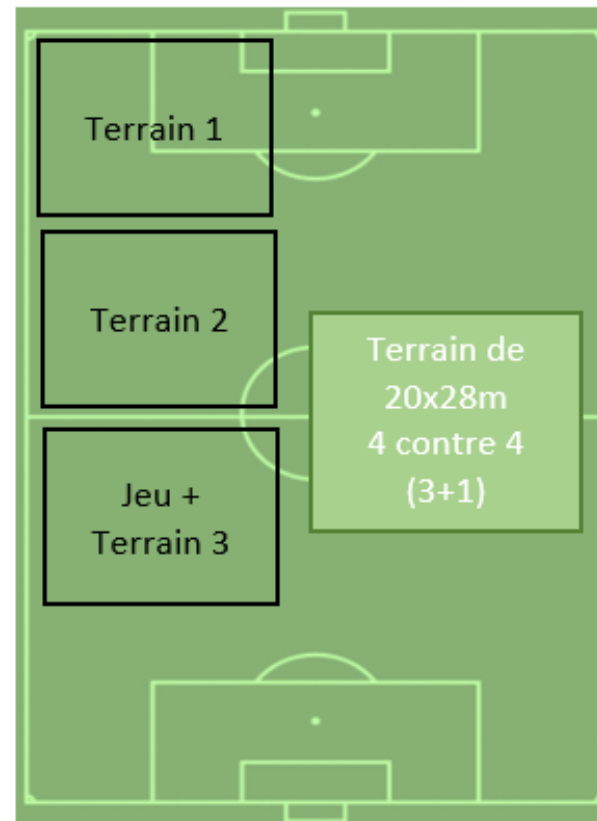 Terrain 1
Terrain 2
Terrain de
20x28m
4 contre 4
(3+1)
Jeu +
Terrain 3